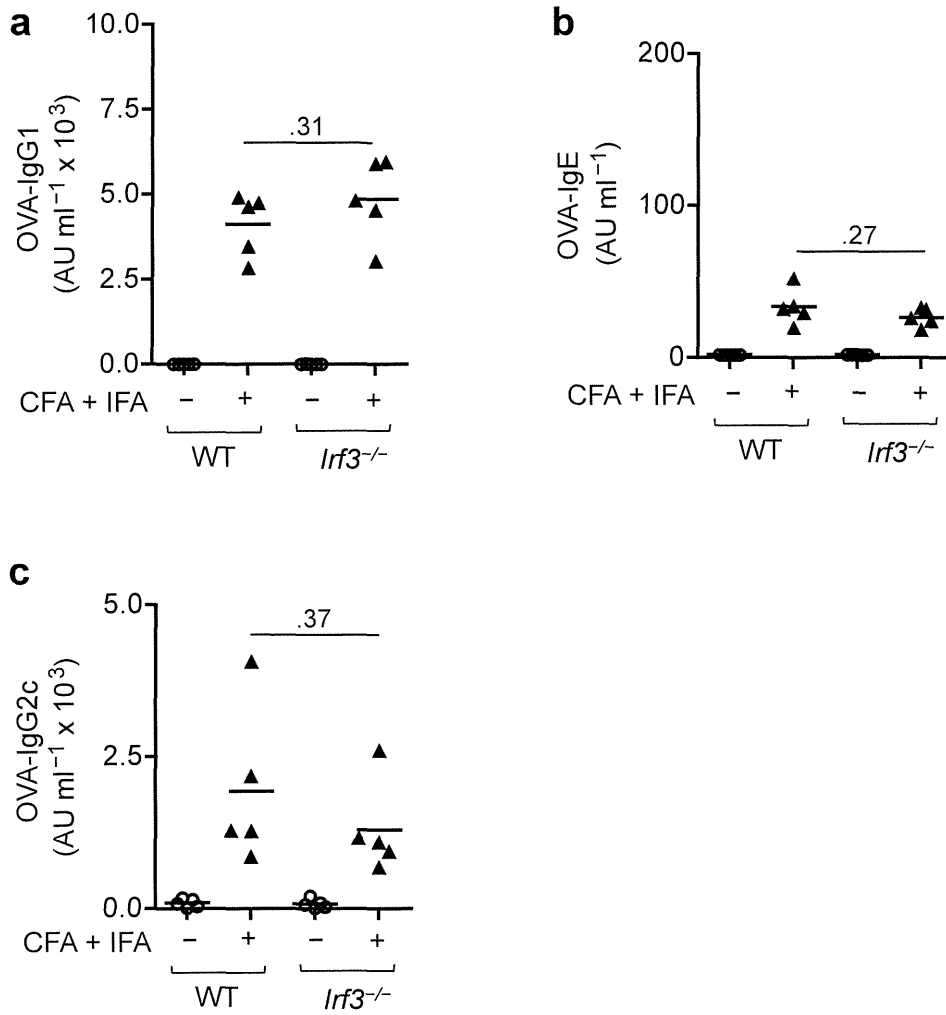 a
10.0
7.5
5.0
2.5
0.0
OVA-IgG1
(AU ml⁻¹ x 10³)
.31
CFA + IFA − + − +
WT Irf3⁻/⁻
b
200
100
0
OVA-IgE
(AU ml⁻¹)
.27
CFA + IFA − + − +
WT Irf3⁻/⁻
c
5.0
2.5
0.0
OVA-IgG2c
(AU ml⁻¹ x 10³)
.37
CFA + IFA − + − +
WT Irf3⁻/⁻